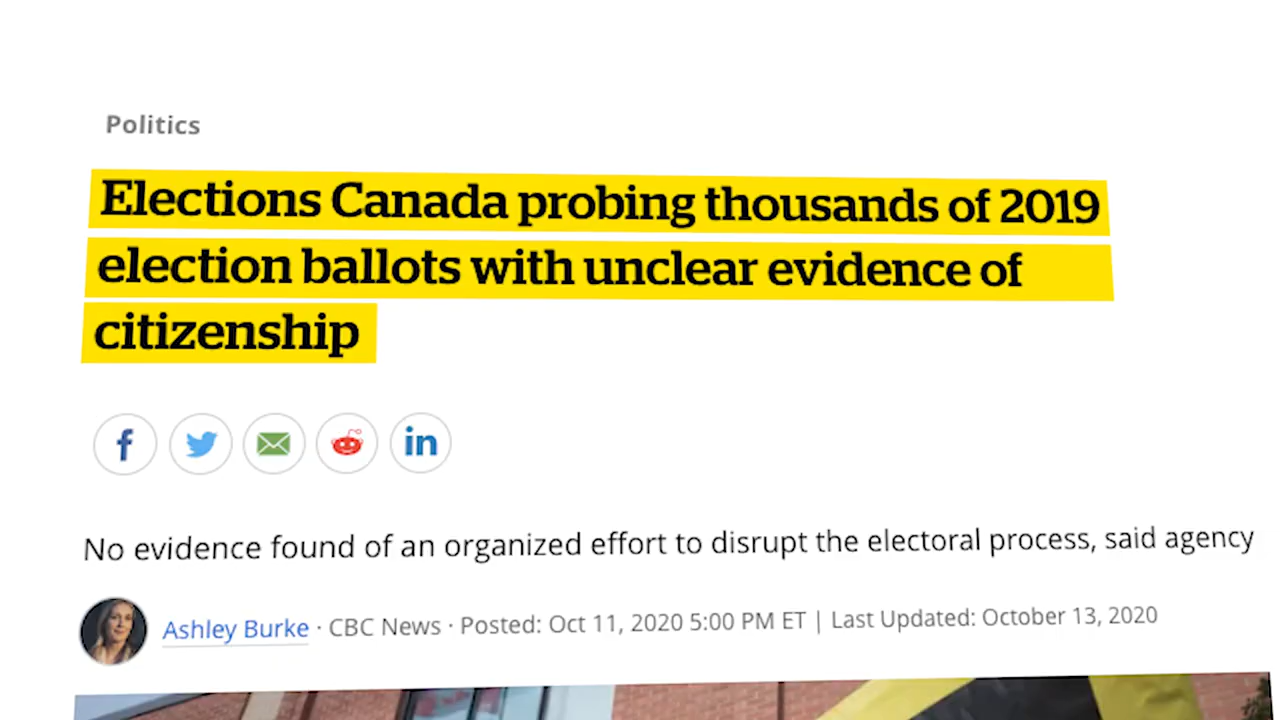 Politics
Elections Canada probing thousands of 2019
election ballots with unclear evidence of
citizenship
f
in
No evidence found of an organized effort to disrupt the electoral process, said agency
Ashley Burke · CBC News · Posted: Oct 11, 2020 5:00 PM ET | Last Updated: October 13, 2020